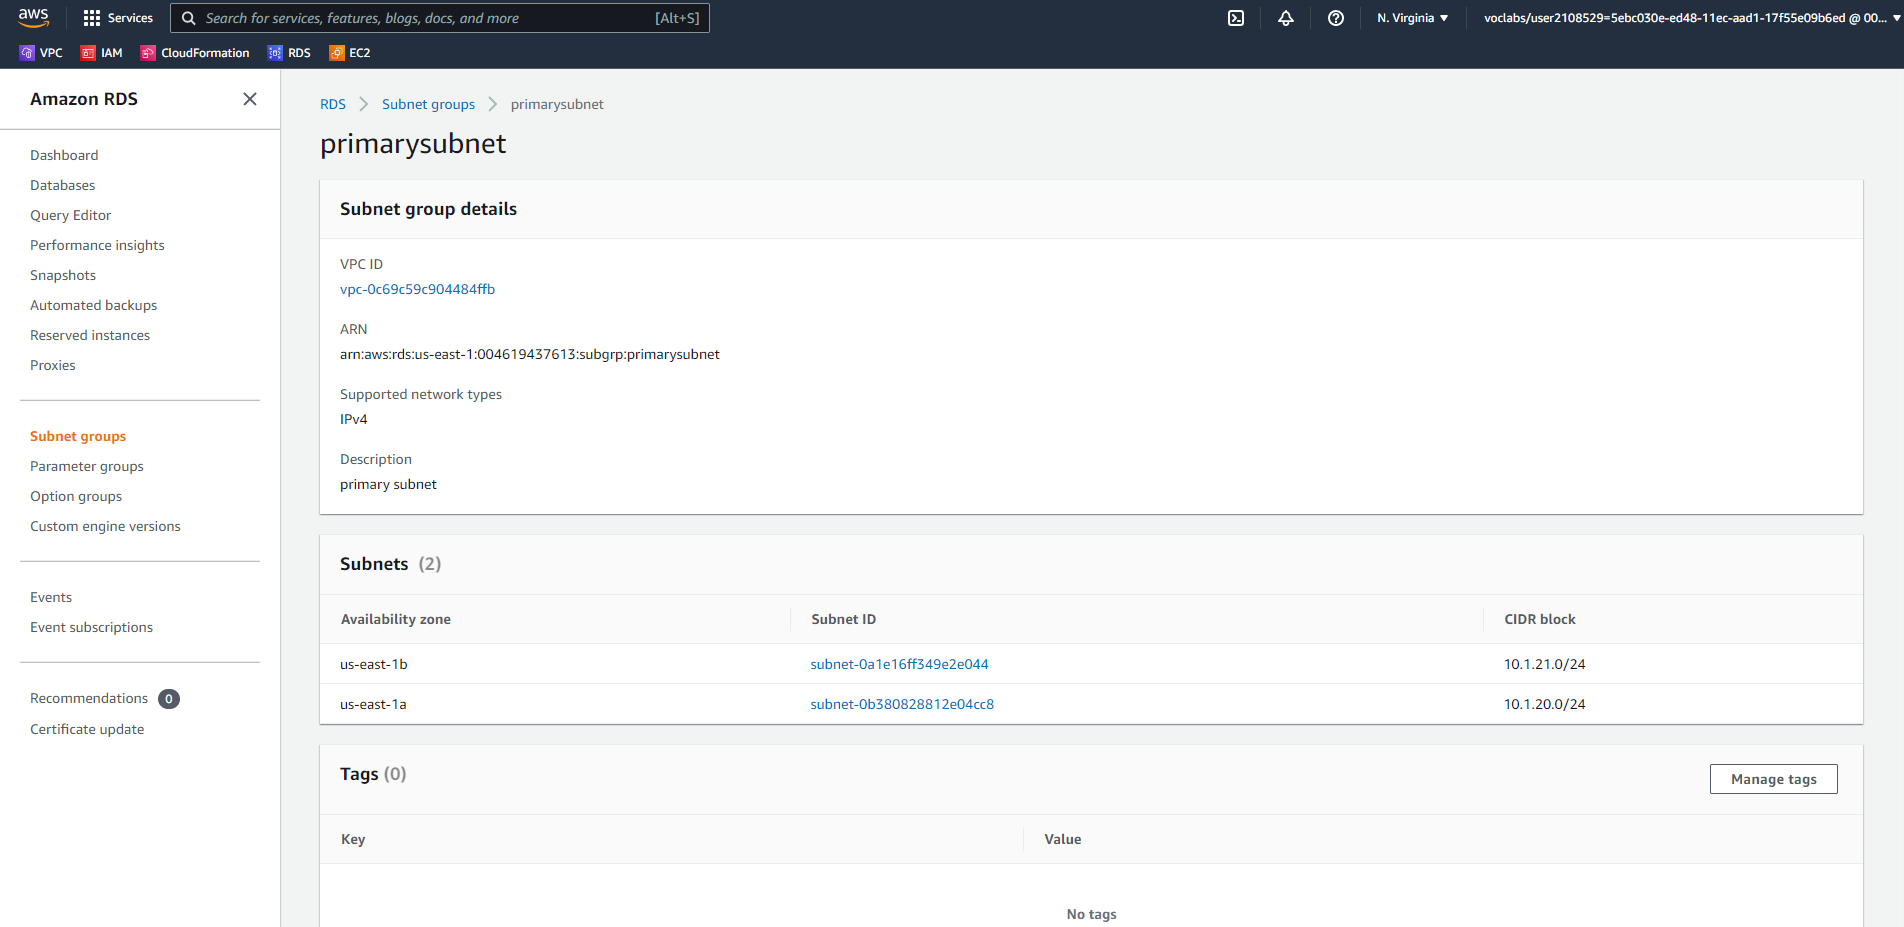 aws
Services
Search for services, features, blogs, docs, and more [Alt+S]
N. Virginia
voclabs/user2108529=5ebc030e-ed48-11ec-aad1-17f55e09b6ed @ 00...
VPC IAM CloudFormation RDS EC2
Amazon RDS
Dashboard
Databases
Query Editor
Performance insights
Snapshots
Automated backups
Reserved instances
Proxies
Subnet groups
Parameter groups
Option groups
Custom engine versions
Events
Event subscriptions
Recommendations 0
Certificate update
RDS Subnet groups primarysubnet
primarysubnet
Subnet group details
VPC ID
vpc-0c69c59c904484ffb
ARN
arn:aws:rds:us-east-1:004619437613:subgrp:primarysubnet
Supported network types
IPv4
Description
primary subnet
Subnets (2)
Availability zone Subnet ID CIDR block
us-east-1b subnet-0a1e16ff349e2e044 10.1.21.0/24
us-east-1a subnet-0b380828812e04cc8 10.1.20.0/24
Tags (0)
Manage tags
Key Value
No tags